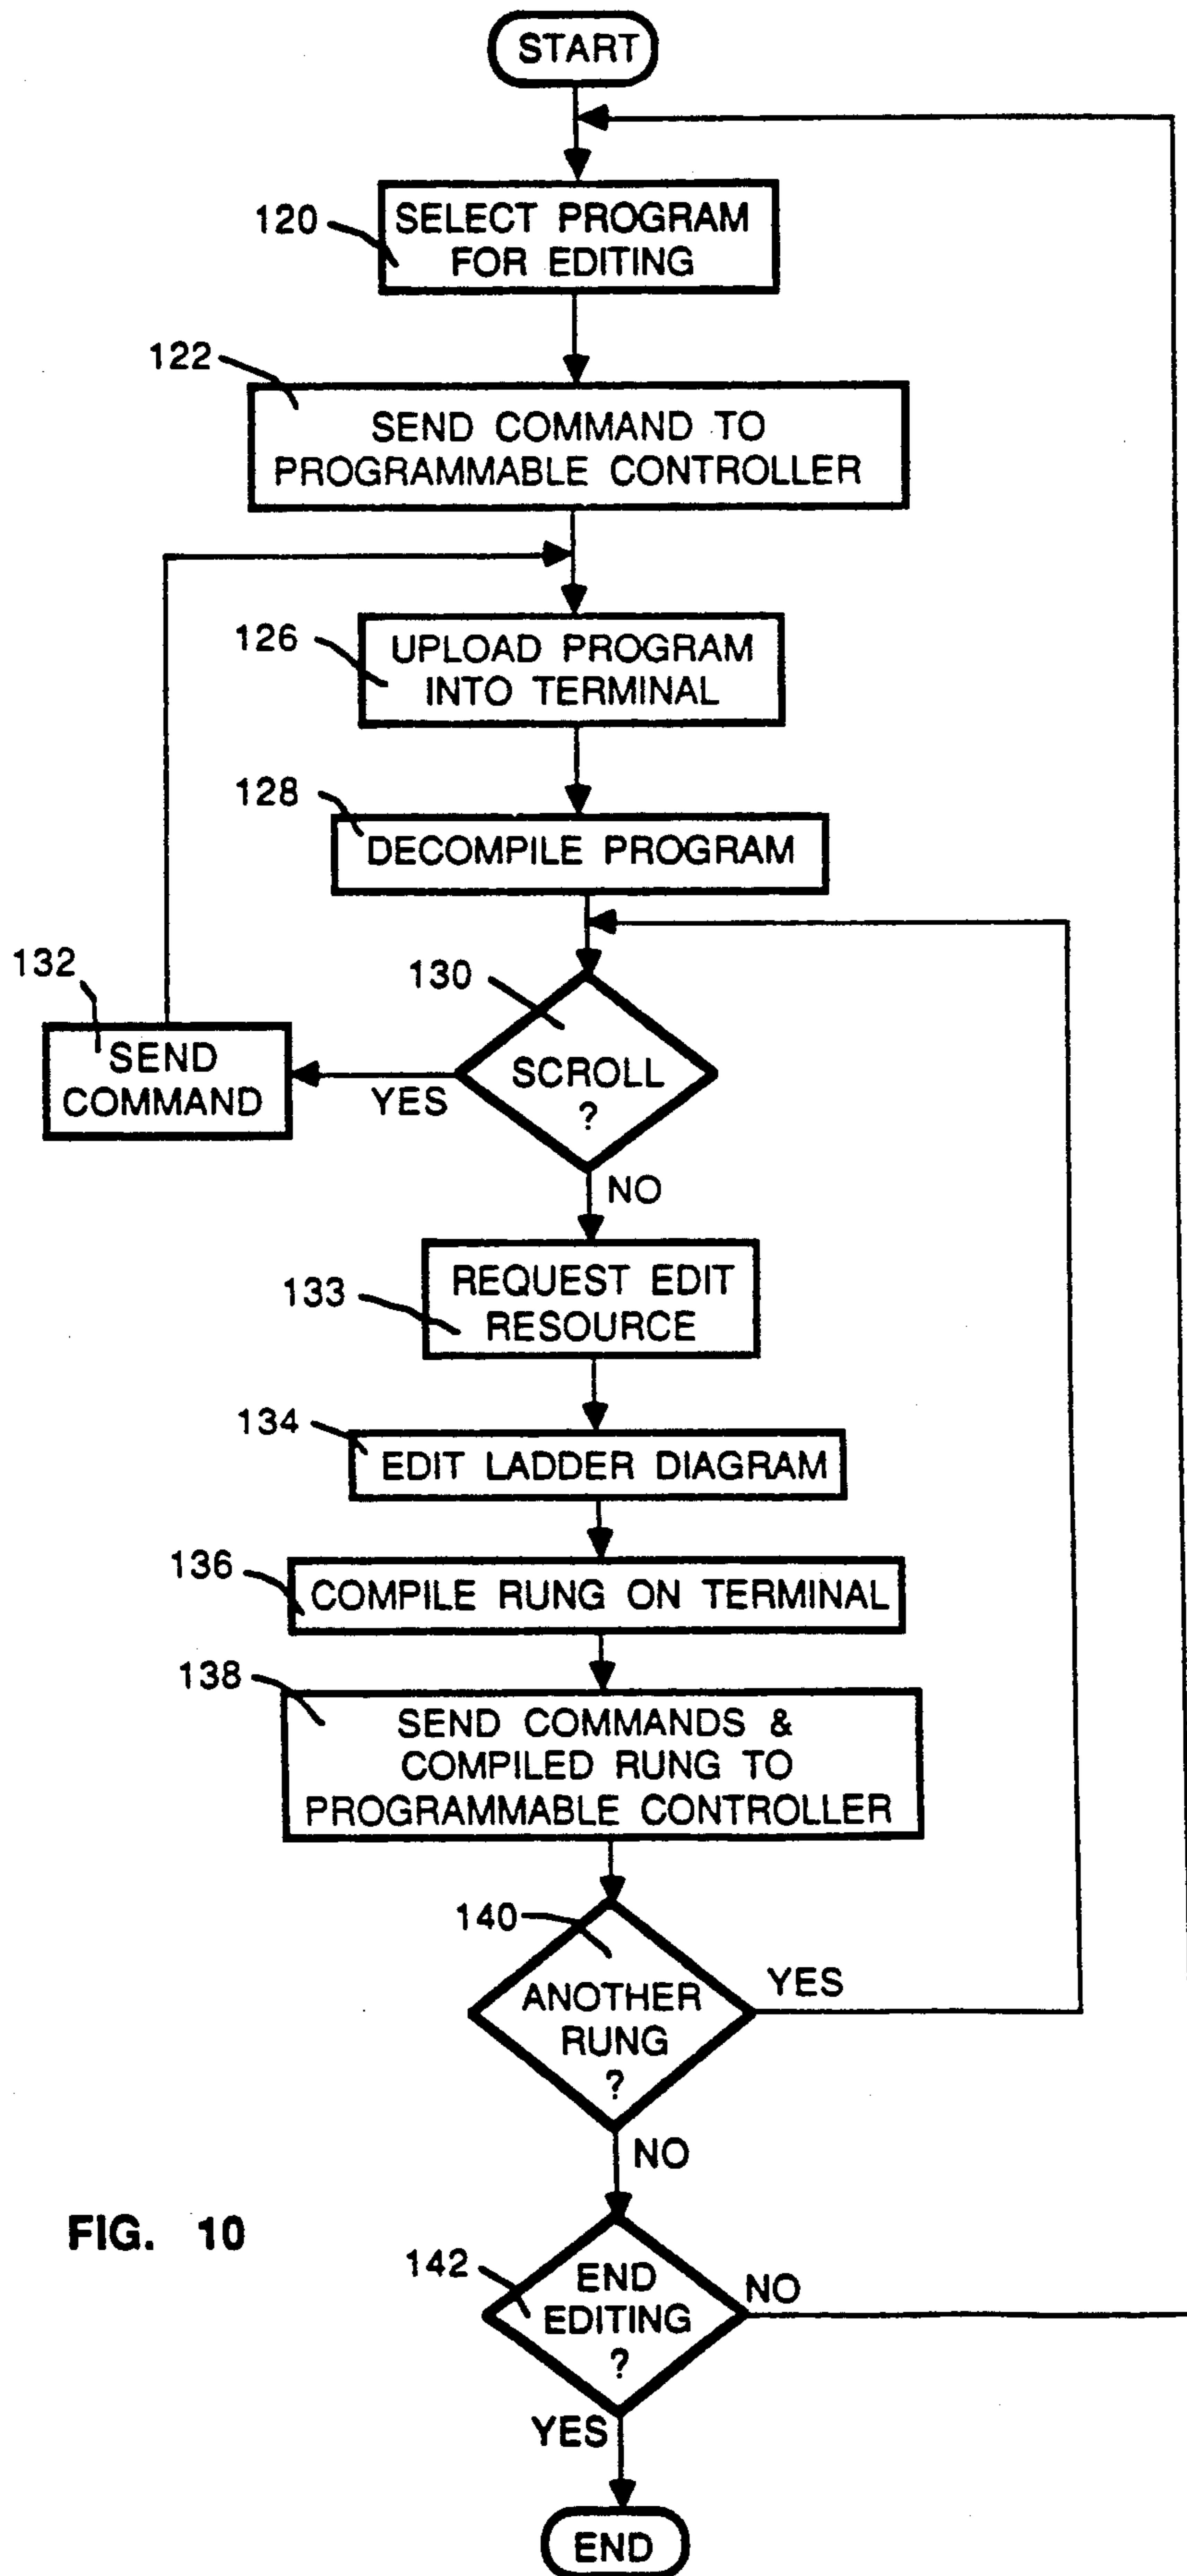 START
120
SELECT PROGRAM
FOR EDITING
122
SEND COMMAND TO
PROGRAMMABLE CONTROLLER
126
UPLOAD PROGRAM
INTO TERMINAL
128
DECOMPILE PROGRAM
132
SEND
COMMAND
130
SCROLL
?
YES
NO
133
REQUEST EDIT
RESOURCE
134
EDIT LADDER DIAGRAM
136
COMPILE RUNG ON TERMINAL
138
SEND COMMANDS &
COMPILED RUNG TO
PROGRAMMABLE CONTROLLER
140
ANOTHER
RUNG
?
YES
NO
FIG. 10
142
END
EDITING
?
NO
YES
END